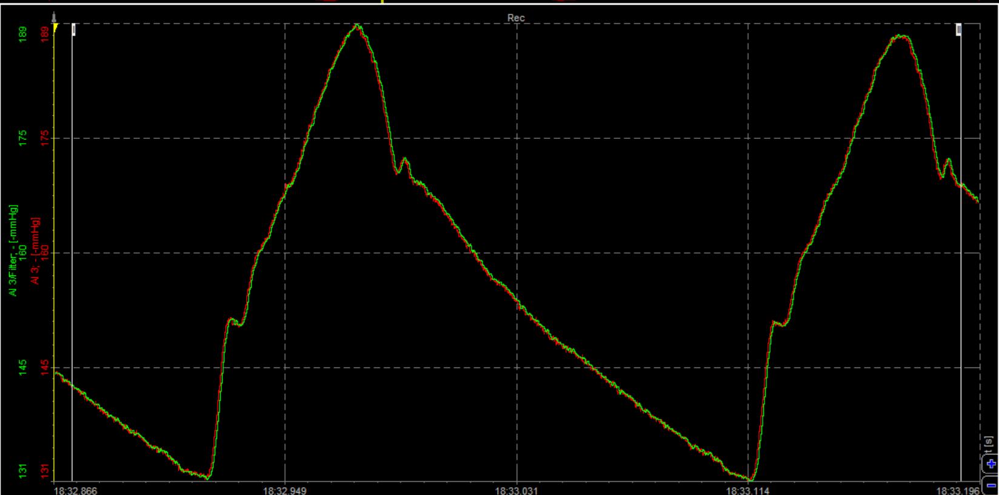 Rec
189
189
175
175
160
160
145
145
131
131
AI 3/Filter; - [-mmHg]
AI 3; - [-mmHg]
I
II
t [s]
18:32.866
18:32.949
18:33.031
18:33.114
18:33.196